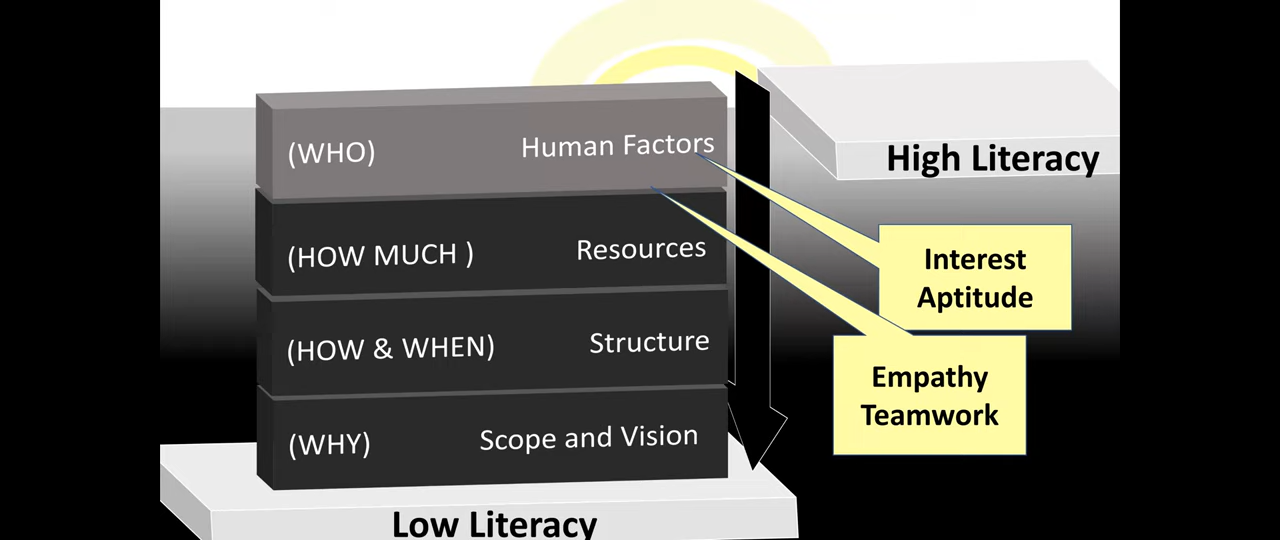 (WHO) Human Factors
High Literacy
(HOW MUCH ) Resources
Interest
Aptitude
(HOW & WHEN) Structure
Empathy
Teamwork
(WHY) Scope and Vision
Low Literacy